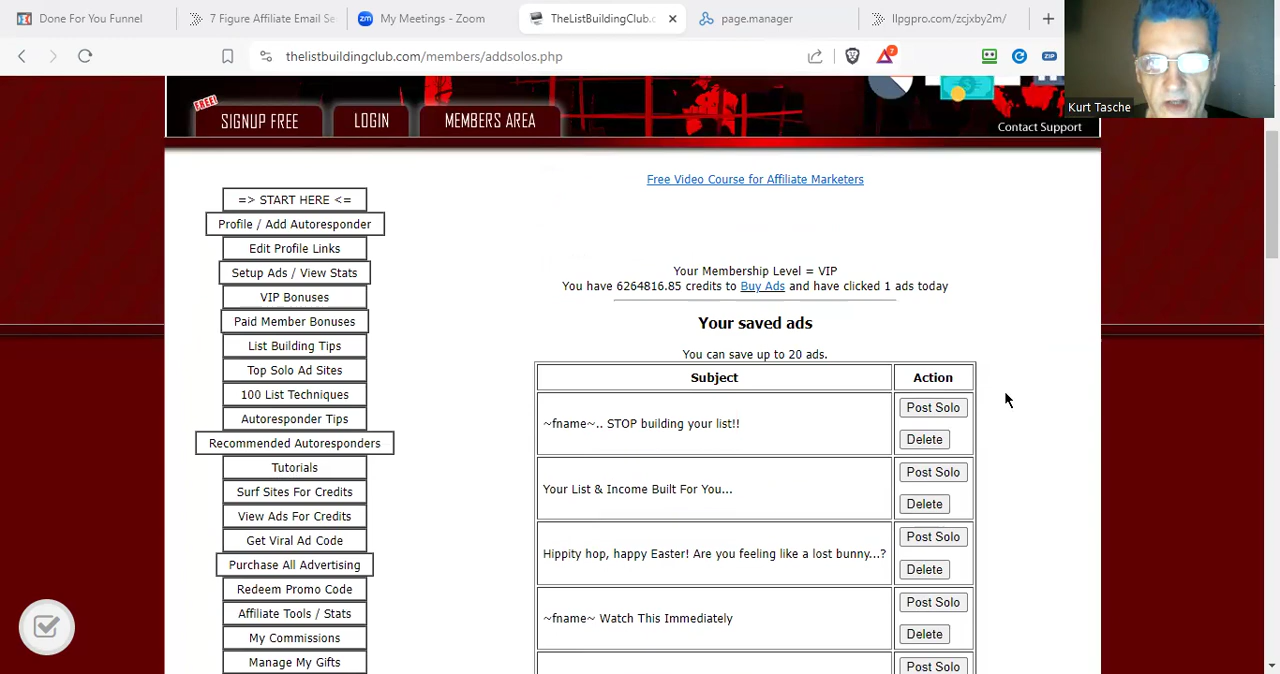 Done For You Funnel
7 Figure Affiliate Email Se
My Meetings - Zoom
TheListBuildingClub.c
page.manager
llpgpro.com/zcjxby2m/
thelistbuildingclub.com/members/addsolos.php
7
ZIP
Kurt Tasche
FREE!
SIGNUP FREE
LOGIN
MEMBERS AREA
Contact Support
Free Video Course for Affiliate Marketers
=> START HERE <=
Profile / Add Autoresponder
Edit Profile Links
Setup Ads / View Stats
VIP Bonuses
Paid Member Bonuses
List Building Tips
Top Solo Ad Sites
100 List Techniques
Autoresponder Tips
Recommended Autoresponders
Tutorials
Surf Sites For Credits
View Ads For Credits
Get Viral Ad Code
Purchase All Advertising
Redeem Promo Code
Affiliate Tools / Stats
My Commissions
Manage My Gifts
Your Membership Level = VIP
You have 6264816.85 credits to Buy Ads and have clicked 1 ads today
Your saved ads
You can save up to 20 ads.
Subject Action
~fname~.. STOP building your list!!
Post Solo
Delete
Your List & Income Built For You...
Post Solo
Delete
Hippity hop, happy Easter! Are you feeling like a lost bunny...?
Post Solo
Delete
~fname~ Watch This Immediately
Post Solo
Delete
Post Solo